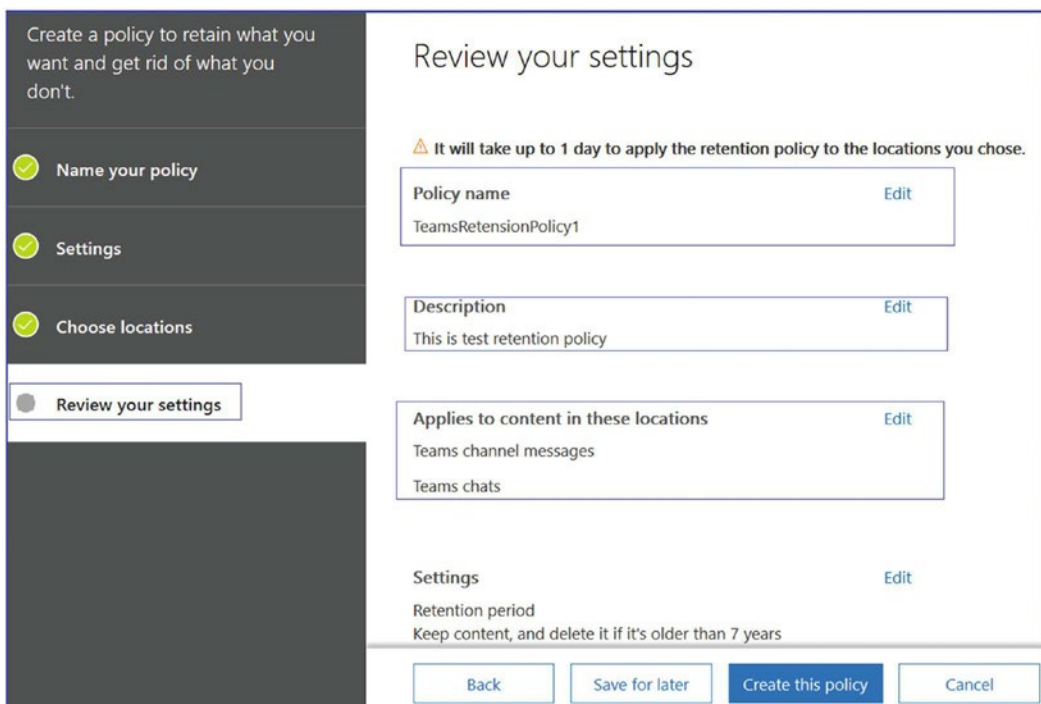 Create a policy to retain what you
want and get rid of what you
don't.
Name your policy
Settings
Choose locations
Review your settings
Review your settings
It will take up to 1 day to apply the retention policy to the locations you chose.
Policy name Edit
TeamsRetensionPolicy1
Description Edit
This is test retention policy
Applies to content in these locations Edit
Teams channel messages
Teams chats
Settings Edit
Retention period
Keep content, and delete it if it's older than 7 years
Back Save for later Create this policy Cancel